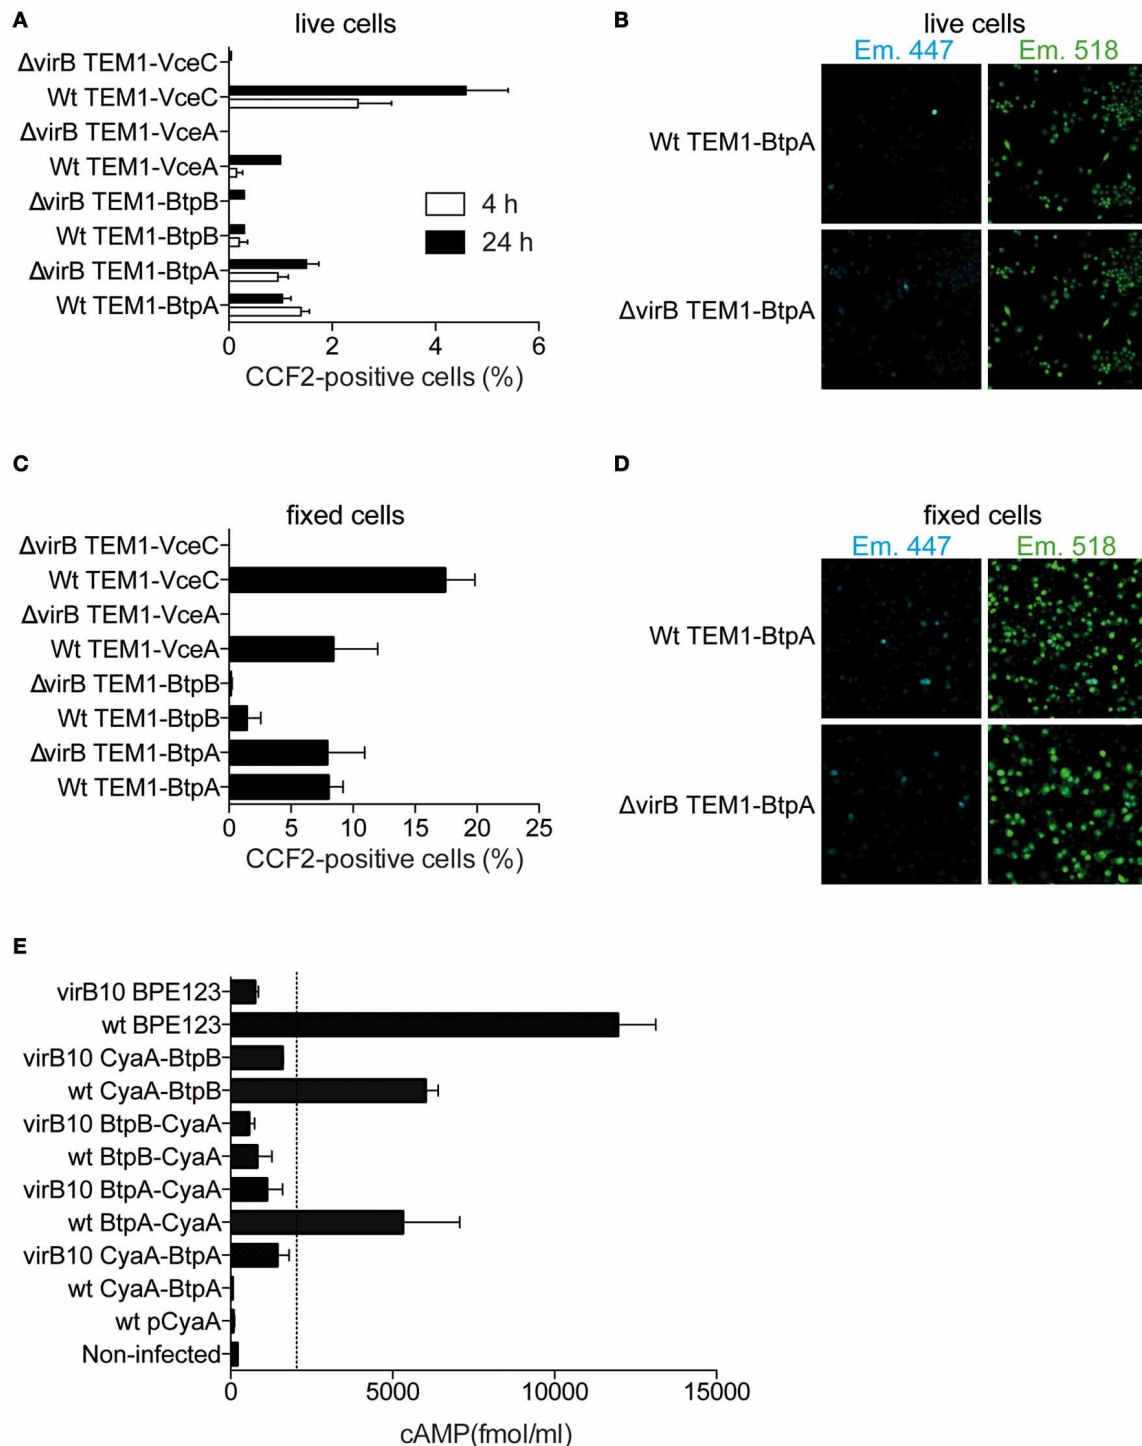 A
live cells
ΔvirB TEM1-VceC
Wt TEM1-VceC
ΔvirB TEM1-VceA
Wt TEM1-VceA
ΔvirB TEM1-BtpB
Wt TEM1-BtpB
ΔvirB TEM1-BtpA
Wt TEM1-BtpA
4 h
24 h
0 2 4 6
CCF2-positive cells (%)
B
live cells
Em. 447 Em. 518
Wt TEM1-BtpA
ΔvirB TEM1-BtpA
C
fixed cells
ΔvirB TEM1-VceC
Wt TEM1-VceC
ΔvirB TEM1-VceA
Wt TEM1-VceA
ΔvirB TEM1-BtpB
Wt TEM1-BtpB
ΔvirB TEM1-BtpA
Wt TEM1-BtpA
0 5 10 15 20 25
CCF2-positive cells (%)
D
fixed cells
Em. 447 Em. 518
Wt TEM1-BtpA
ΔvirB TEM1-BtpA
E
virB10 BPE123
wt BPE123
virB10 CyaA-BtpB
wt CyaA-BtpB
virB10 BtpB-CyaA
wt BtpB-CyaA
virB10 BtpA-CyaA
wt BtpA-CyaA
virB10 CyaA-BtpA
wt CyaA-BtpA
wt pCyaA
Non-infected
0 5000 10000 15000
cAMP(fmol/ml)